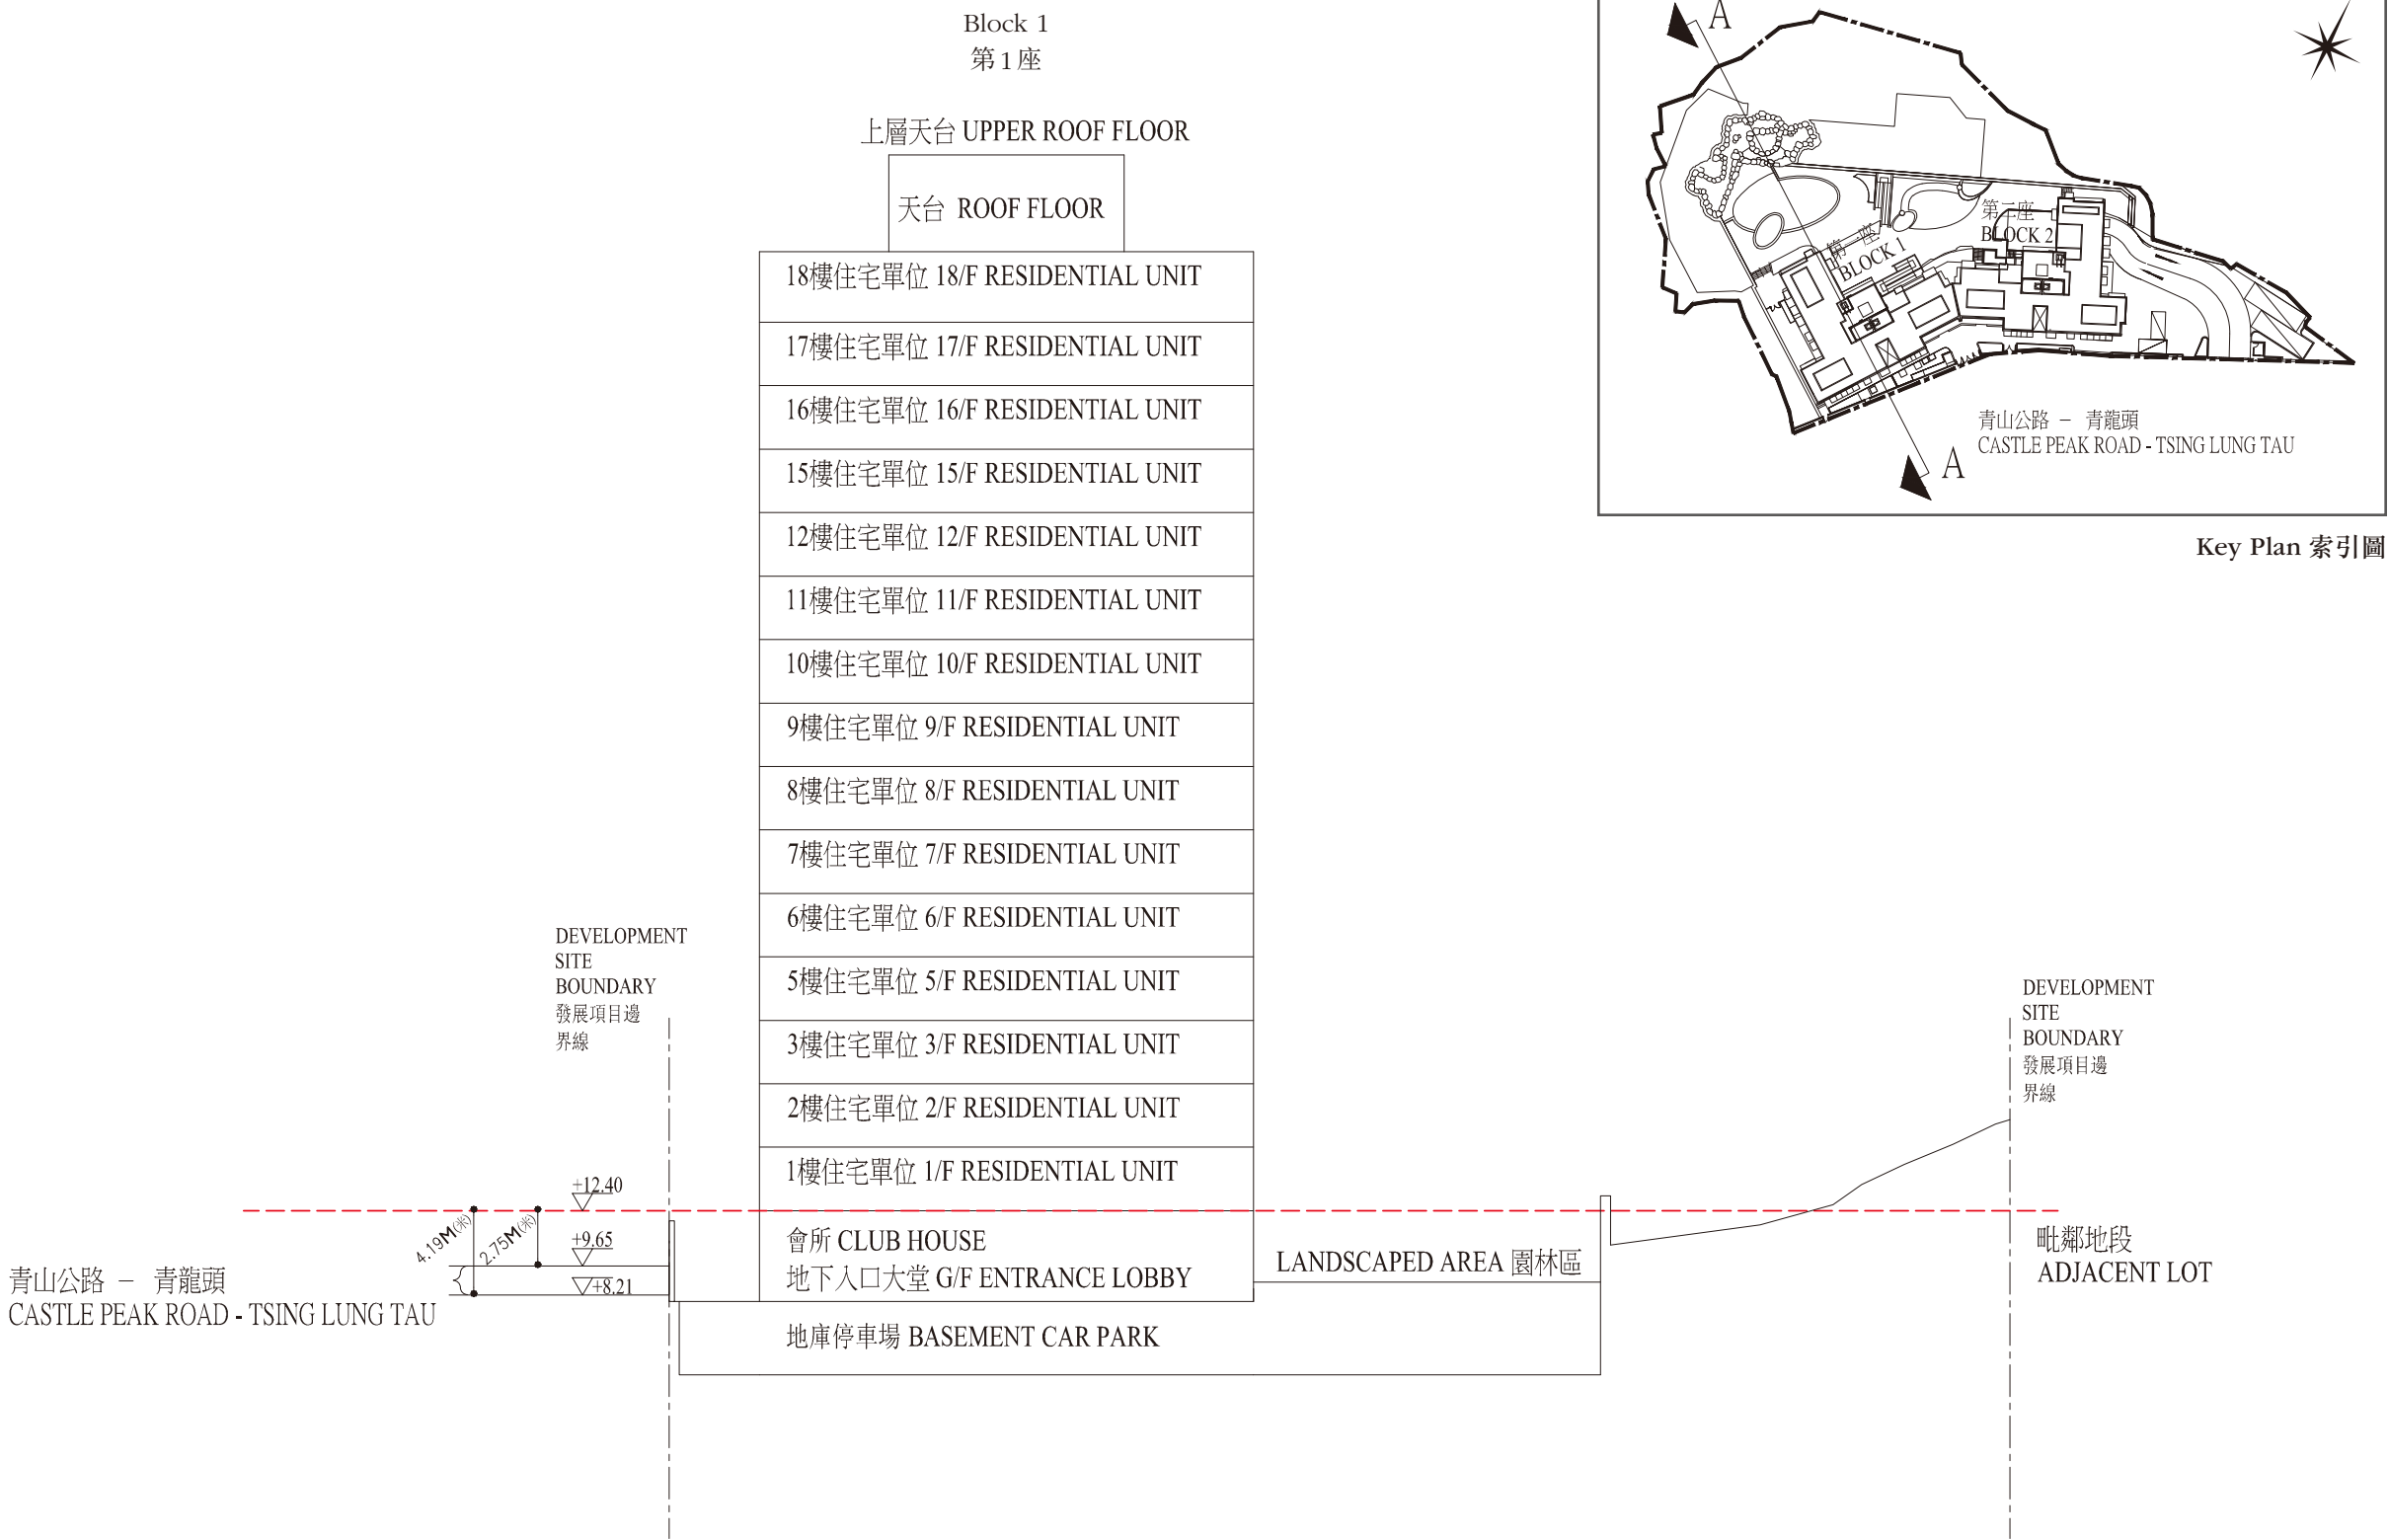 Block 1
第1座
上層天台 UPPER ROOF FLOOR
天台 ROOF FLOOR
18樓住宅單位 18/F RESIDENTIAL UNIT
17樓住宅單位 17/F RESIDENTIAL UNIT
16樓住宅單位 16/F RESIDENTIAL UNIT
15樓住宅單位 15/F RESIDENTIAL UNIT
12樓住宅單位 12/F RESIDENTIAL UNIT
11樓住宅單位 11/F RESIDENTIAL UNIT
10樓住宅單位 10/F RESIDENTIAL UNIT
9樓住宅單位 9/F RESIDENTIAL UNIT
8樓住宅單位 8/F RESIDENTIAL UNIT
7樓住宅單位 7/F RESIDENTIAL UNIT
6樓住宅單位 6/F RESIDENTIAL UNIT
5樓住宅單位 5/F RESIDENTIAL UNIT
3樓住宅單位 3/F RESIDENTIAL UNIT
2樓住宅單位 2/F RESIDENTIAL UNIT
1樓住宅單位 1/F RESIDENTIAL UNIT
會所 CLUB HOUSE
地下入口大堂 G/F ENTRANCE LOBBY
地庫停車場 BASEMENT CAR PARK
LANDSCAPED AREA 園林區
DEVELOPMENT
SITE
BOUNDARY
發展項目邊
界線
+12.40
+9.65
+8.21
4.19M(米)
2.75M(米)
青山公路 － 青龍頭
CASTLE PEAK ROAD - TSING LUNG TAU
DEVELOPMENT
SITE
BOUNDARY
發展項目邊
界線
毗鄰地段
ADJACENT LOT
A
第一座
BLOCK 1
第二座
BLOCK 2
青山公路 － 青龍頭
CASTLE PEAK ROAD - TSING LUNG TAU
A
Key Plan 索引圖